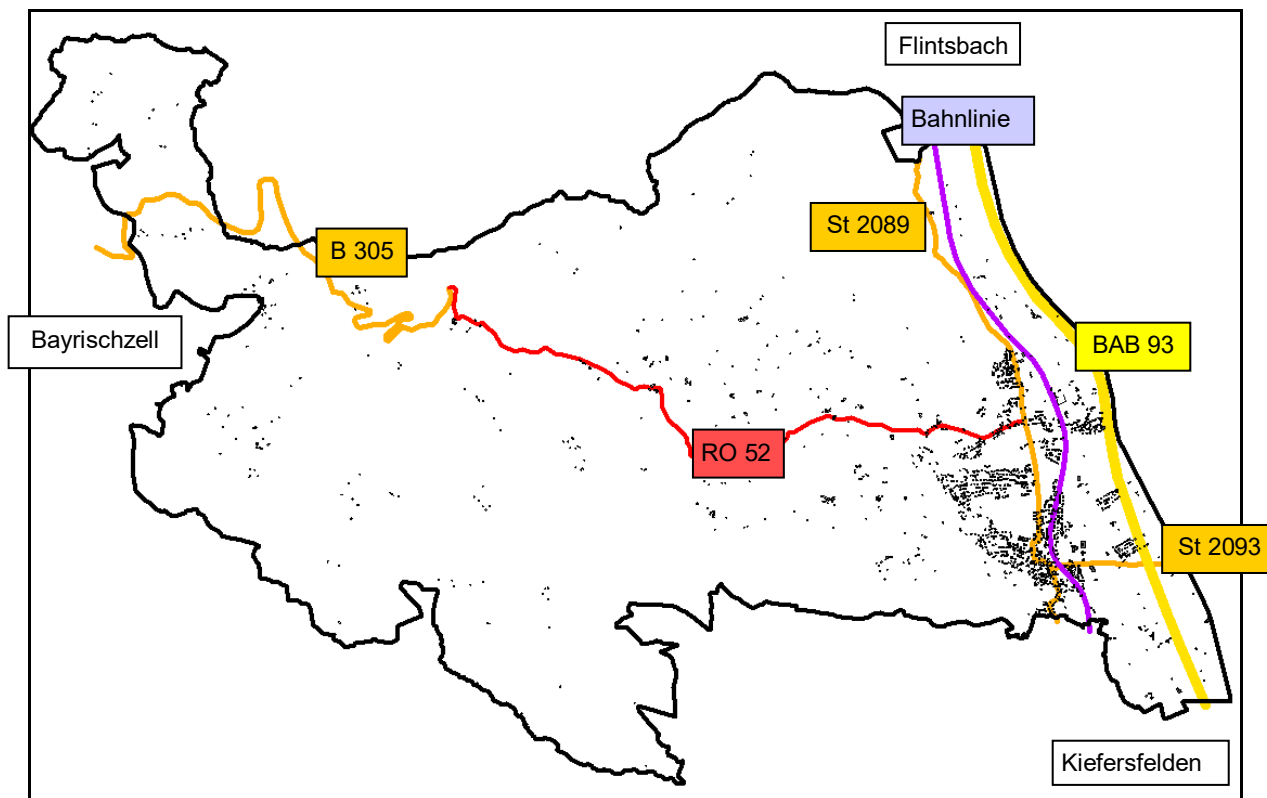 Flintsbach
Bahnlinie
St 2089
B 305
Bayrischzell
BAB 93
RO 52
St 2093
Kiefersfelden